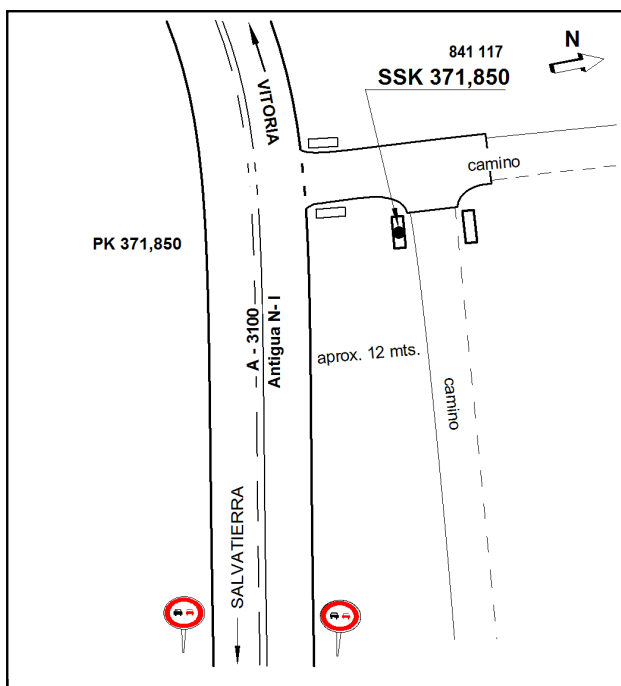 841 117
SSK 371,850
N
VITORIA
camino
PK 371,850
A - 3100
Antigua N- I
aprox. 12 mts.
camino
SALVATIERRA